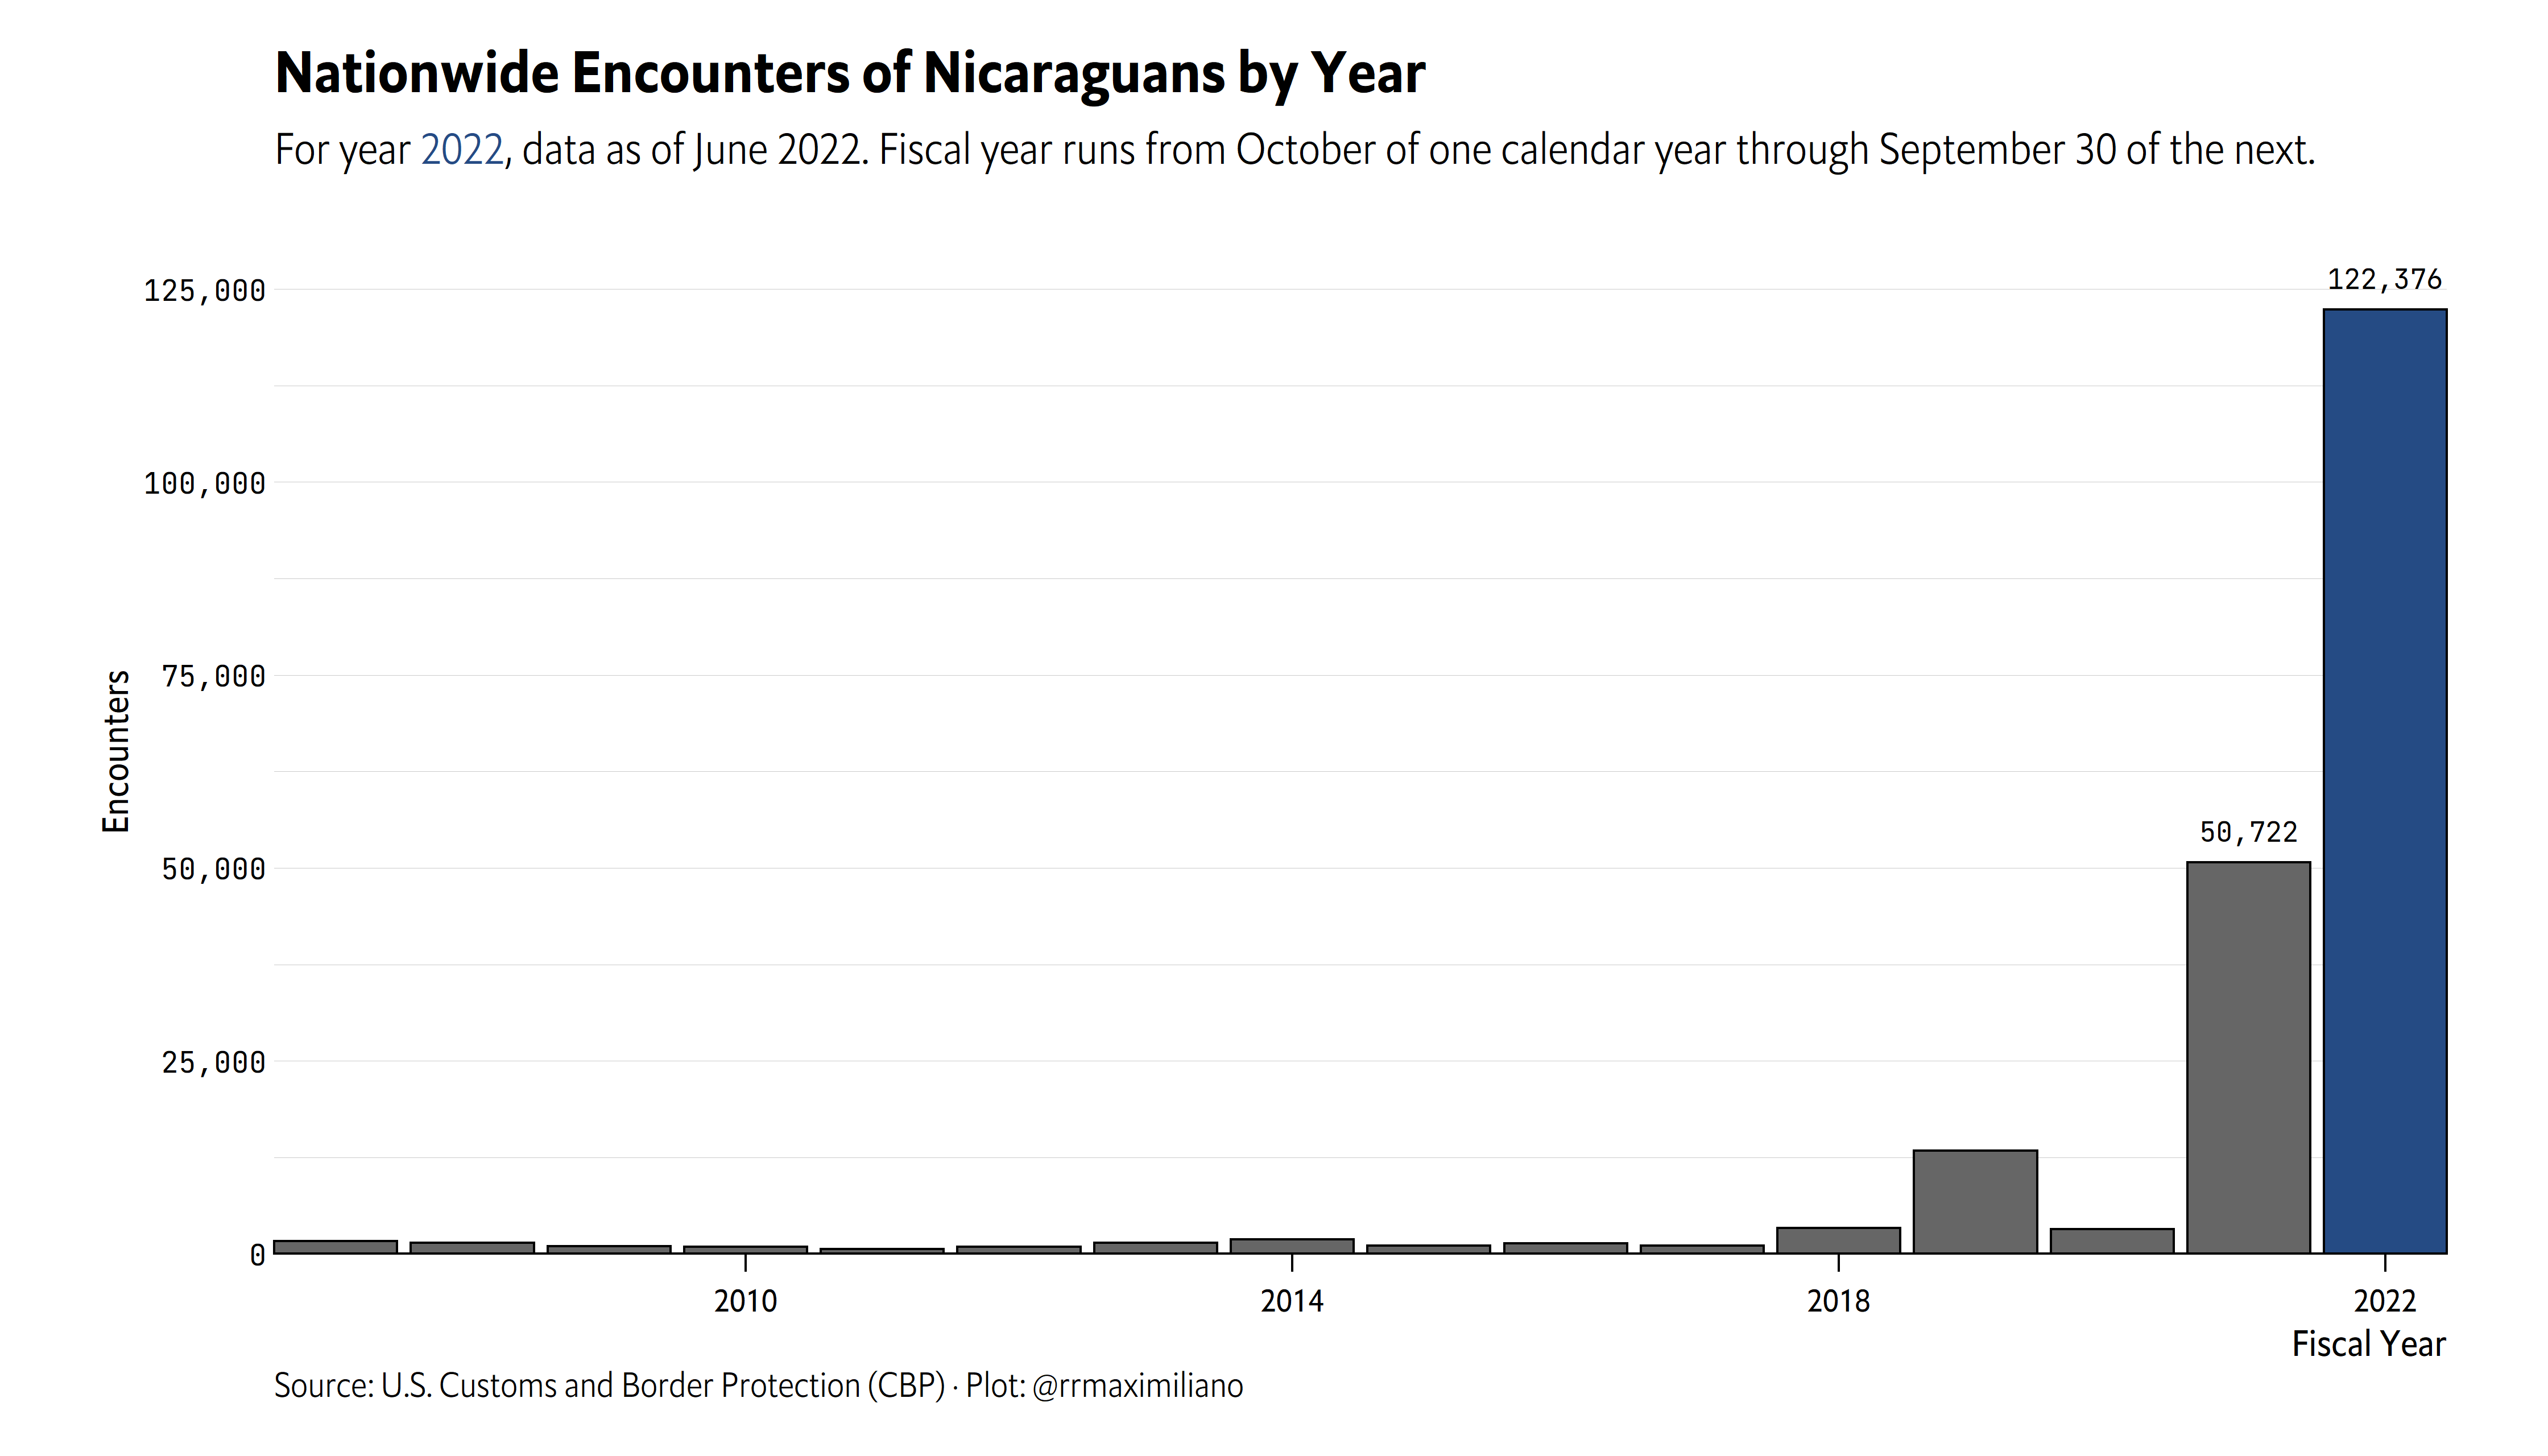 Nationwide Encounters of Nicaraguans by Year
For year 2022, data as of June 2022. Fiscal year runs from October of one calendar year through September 30 of the next.
125,000
122,376
100,000
75,000
Encounters
50,722
50,000
25,000
0
2010
2014
2018
2022
Fiscal Year
Source: U.S. Customs and Border Protection (CBP) · Plot: @rrmaximiliano